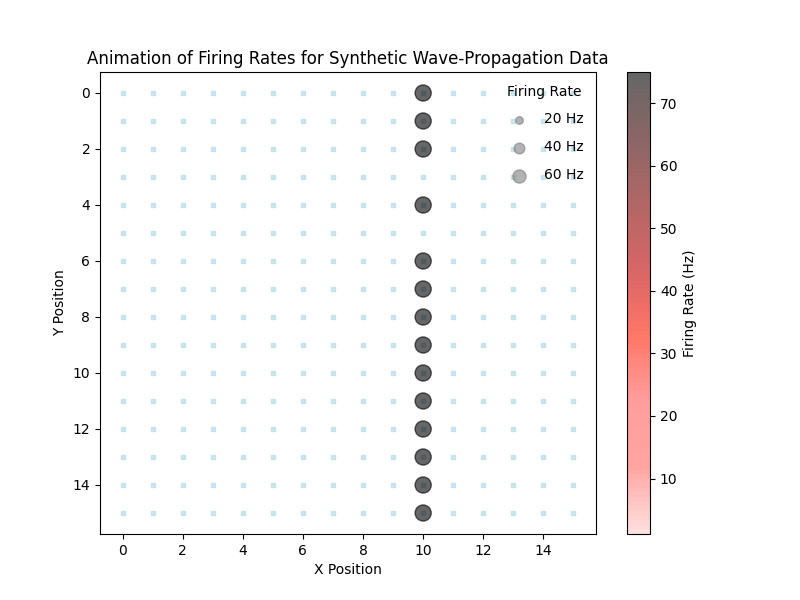 Animation of Firing Rates for Synthetic Wave-Propagation Data
Firing Rate
20 Hz
40 Hz
60 Hz
0
2
4
6
8
10
12
14
Y Position
0 2 4 6 8 10 12 14
X Position
70
60
50
40
30
20
10
Firing Rate (Hz)